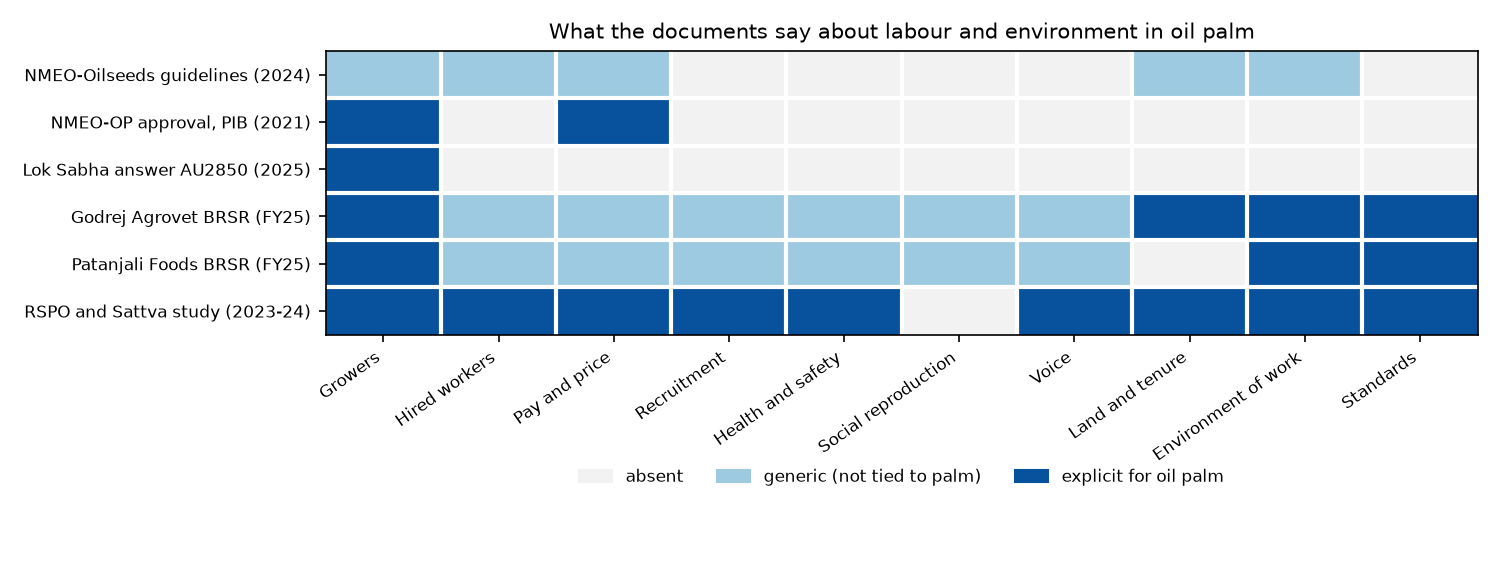 What the documents say about labour and environment in oil palm
NMEO-Oilseeds guidelines (2024)
NMEO-OP approval, PIB (2021)
Lok Sabha answer AU2850 (2025)
Godrej Agrovet BRSR (FY25)
Patanjali Foods BRSR (FY25)
RSPO and Sattva study (2023-24)
Growers
Hired workers
Pay and price
Recruitment
Health and safety
Social reproduction
Voice
Land and tenure
Environment of work
Standards
absent
generic (not tied to palm)
explicit for oil palm